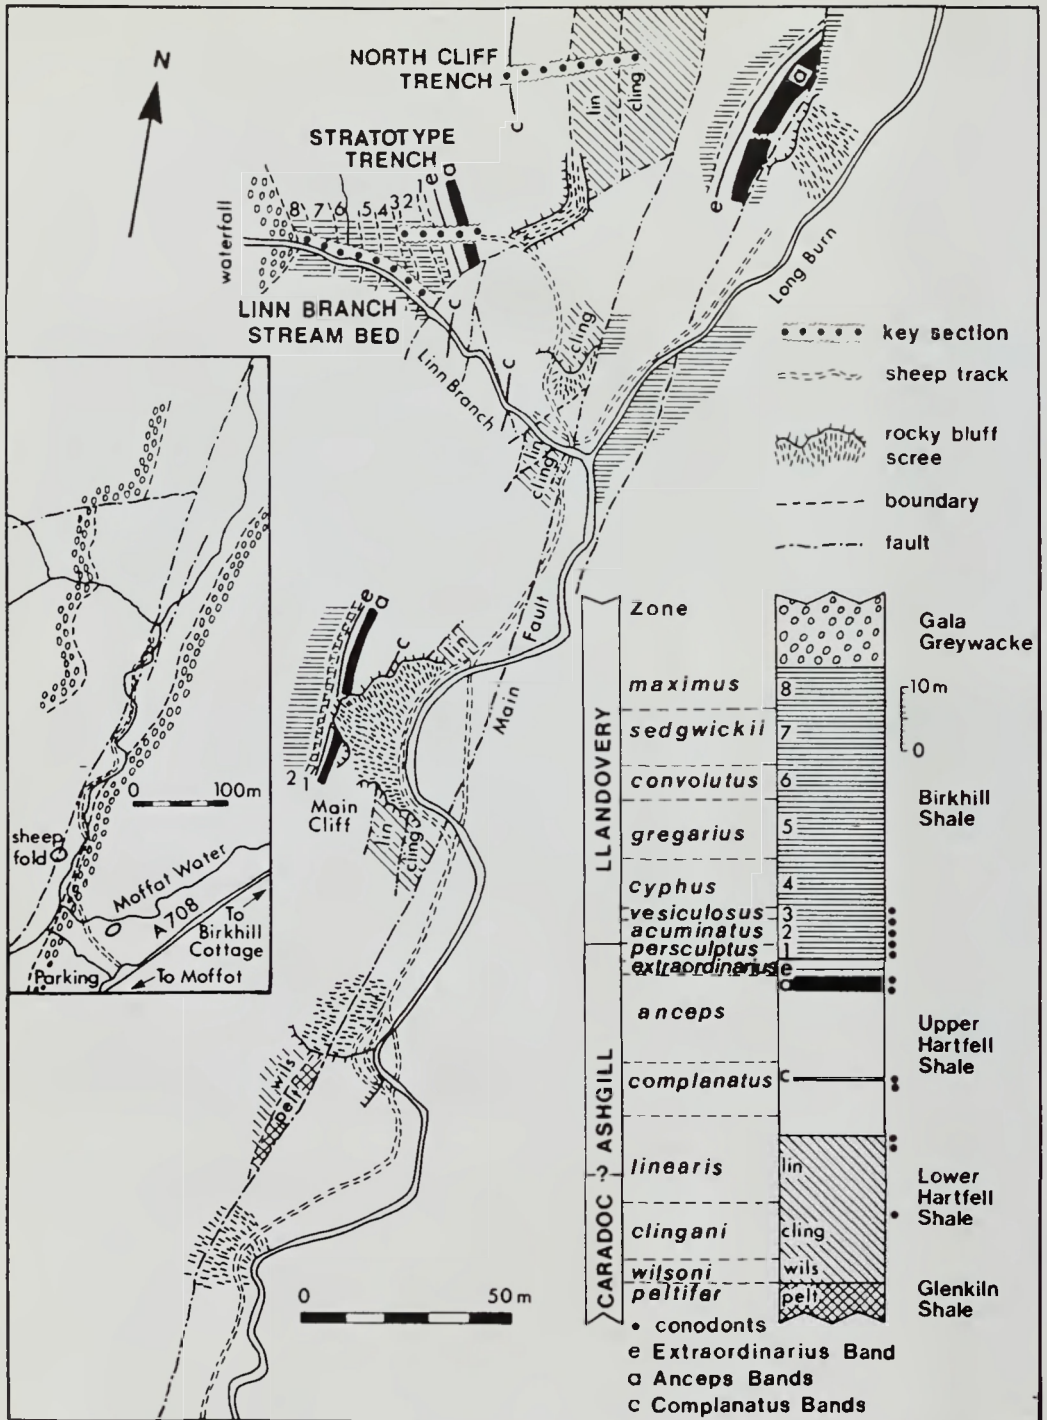 N
NORTH CLIFF
TRENCH
STRATOTYPE
TRENCH
c
c
lin
cling
a
e
e
a
1
2
3
4
5
6
7
8
waterfall
LINN BRANCH
STREAM BED
Linn Branch
c
c
cling
lin
cling
Long Burn
key section
sheep track
rocky bluff
scree
boundary
fault
Main
Fault
e
a
c
lin
2 1
Main
Cliff
lin
cling
wils
pelt
0 50 m
0 100m
sheep
fold
Moffat Water
A 708
To
Birkhill
Cottage
Parking
To Moffot
Zone
maximus
sedgwickii
convolutus
gregarius
cyphus
vesiculosus
acuminatus
persculptus
extraordinarius
anceps
complanatus
linearis
clingani
wilsoni
peltifer
LLANDOVERY
ASHGILL
?
CARADOC
8
7
6
5
4
3
2
1
e
a
c
lin
cling
wils
pelt
10 m
0
Gala
Greywacke
Birkhill
Shale
Upper
Hartfell
Shale
Lower
Hartfell
Shale
Glenkiln
Shale
• conodonts
e Extraordinarius Band
a Anceps Bands
c Complanatus Bands